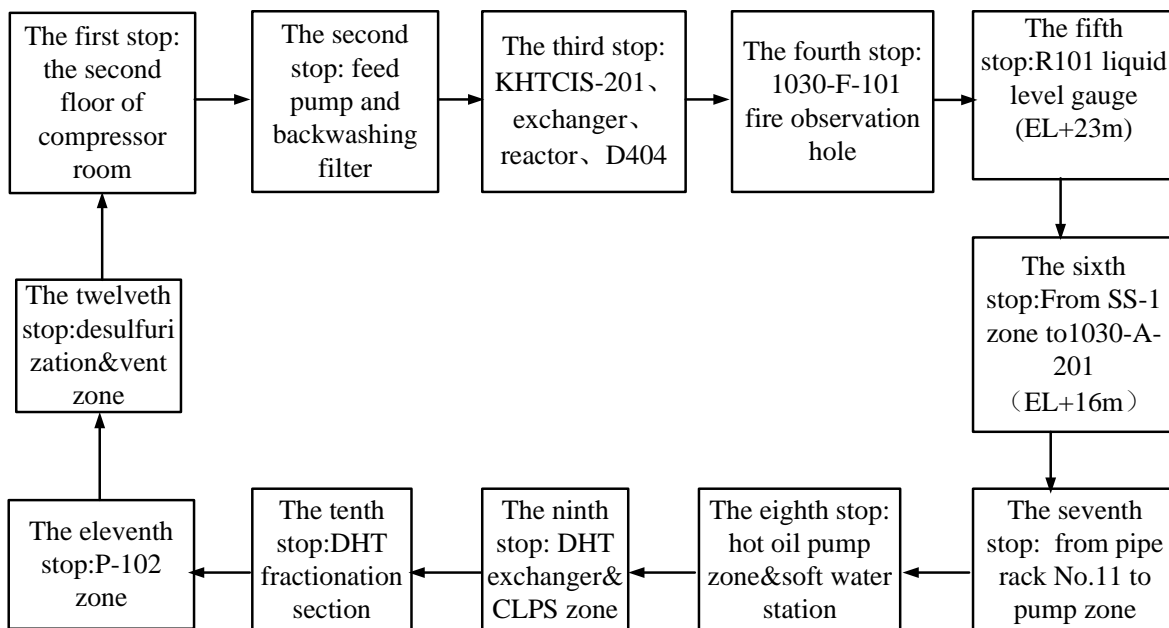 The first stop:
the second
floor of
compressor
room
The second
stop: feed
pump and
backwashing
filter
The third stop:
KHTCIS-201、
exchanger、
reactor、D404
The fourth stop:
1030-F-101
fire observation
hole
The fifth
stop:R101 liquid
level gauge
(EL+23m)
The sixth
stop:From SS-1
zone to1030-A-
201
（EL+16m）
The seventh
stop:  from pipe
rack No.11 to
pump zone
The eighth stop:
hot oil pump
zone&soft water
station
The ninth
stop: DHT
exchanger&
CLPS zone
The tenth
stop:DHT
fractionation
section
The eleventh
stop:P-102
zone
The twelveth
stop:desulfuri
zation&vent
zone